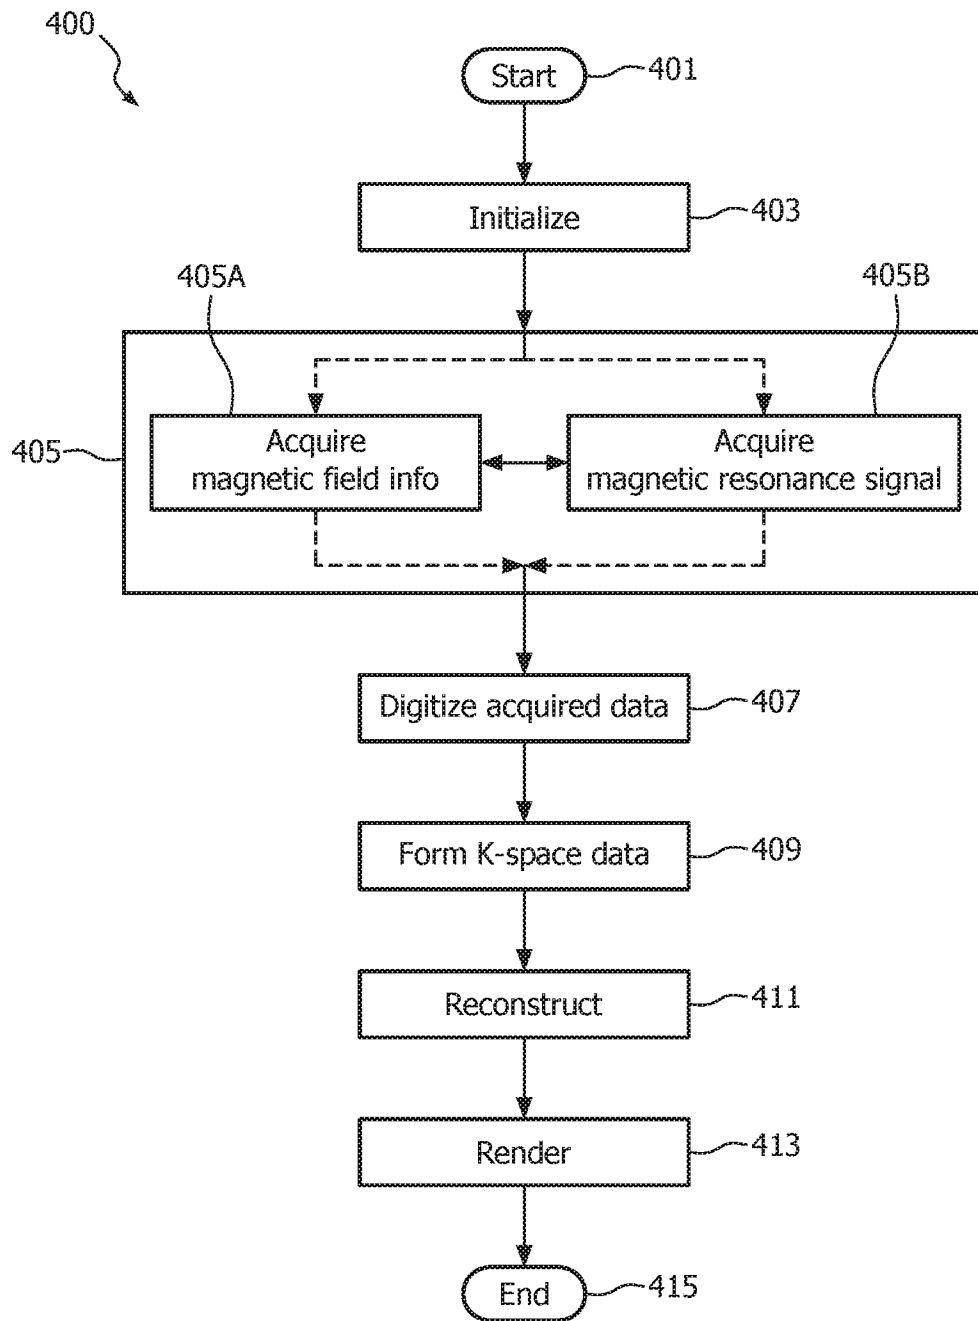 400
Start
401
Initialize
403
405A
405B
405
Acquire
magnetic field info
Acquire
magnetic resonance signal
Digitize acquired data
407
Form K-space data
409
Reconstruct
411
Render
413
End
415